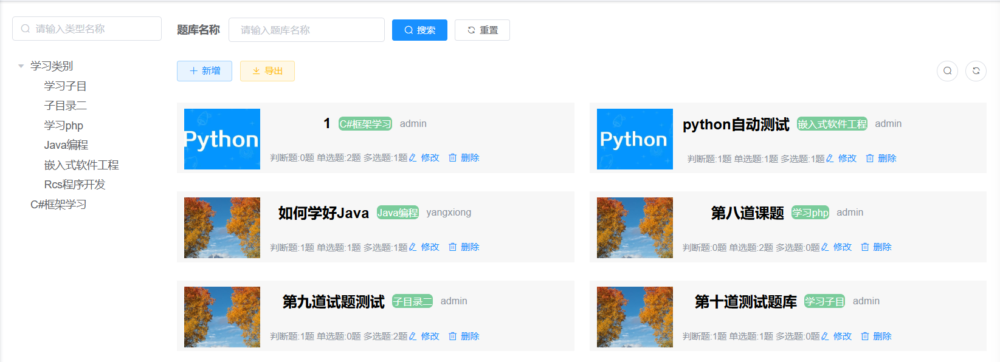 请输入类型名称
学习类别
学习子目
子目录二
学习php
Java编程
嵌入式软件工程
Rcs程序开发
C#框架学习
题库名称 请输入题库名称 搜索 重置
新增 导出
Python
1 C#框架学习 admin
判断题:0题 单选题:2题 多选题:1题 修改 删除
Python
python自动测试 嵌入式软件工程 admin
判断题:1题 单选题:1题 多选题:1题 修改 删除
如何学好Java Java编程 yangxiong
判断题:1题 单选题:1题 多选题:1题 修改 删除
第八道课题 学习php admin
判断题:0题 单选题:2题 多选题:0题 修改 删除
第九道试题测试 子目录二 admin
判断题:1题 单选题:0题 多选题:2题 修改 删除
第十道测试题库 学习子目 admin
判断题:1题 单选题:1题 多选题:0题 修改 删除